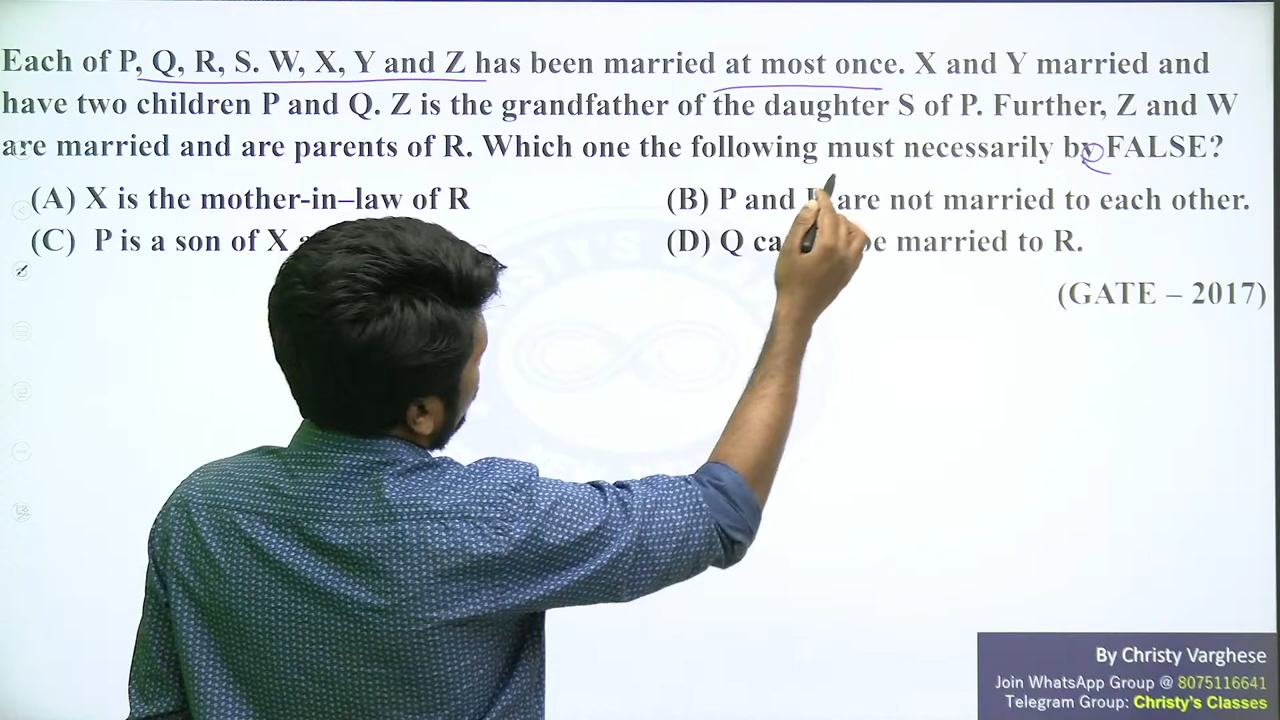 Each of P, Q, R, S. W, X, Y and Z has been married at most once. X and Y married and
have two children P and Q. Z is the grandfather of the daughter S of P. Further, Z and W
are married and are parents of R. Which one the following must necessarily by FALSE?
(A) X is the mother-in–law of R
(B) P and are not married to each other.
(C) P is a son of X
(D) Q be married to R.
(GATE – 2017)
By Christy Varghese
Join WhatsApp Group @ 8075116641
Telegram Group: Christy's Classes